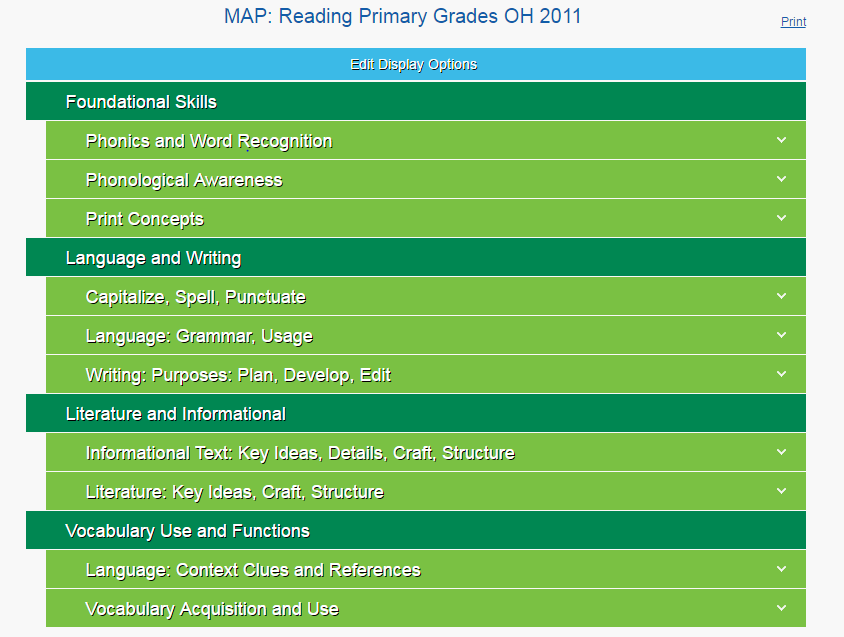 MAP: Reading Primary Grades OH 2011
Print
Edit Display Options
Foundational Skills
Phonics and Word Recognition
Phonological Awareness
Print Concepts
Language and Writing
Capitalize, Spell, Punctuate
Language: Grammar, Usage
Writing: Purposes: Plan, Develop, Edit
Literature and Informational
Informational Text: Key Ideas, Details, Craft, Structure
Literature: Key Ideas, Craft, Structure
Vocabulary Use and Functions
Language: Context Clues and References
Vocabulary Acquisition and Use